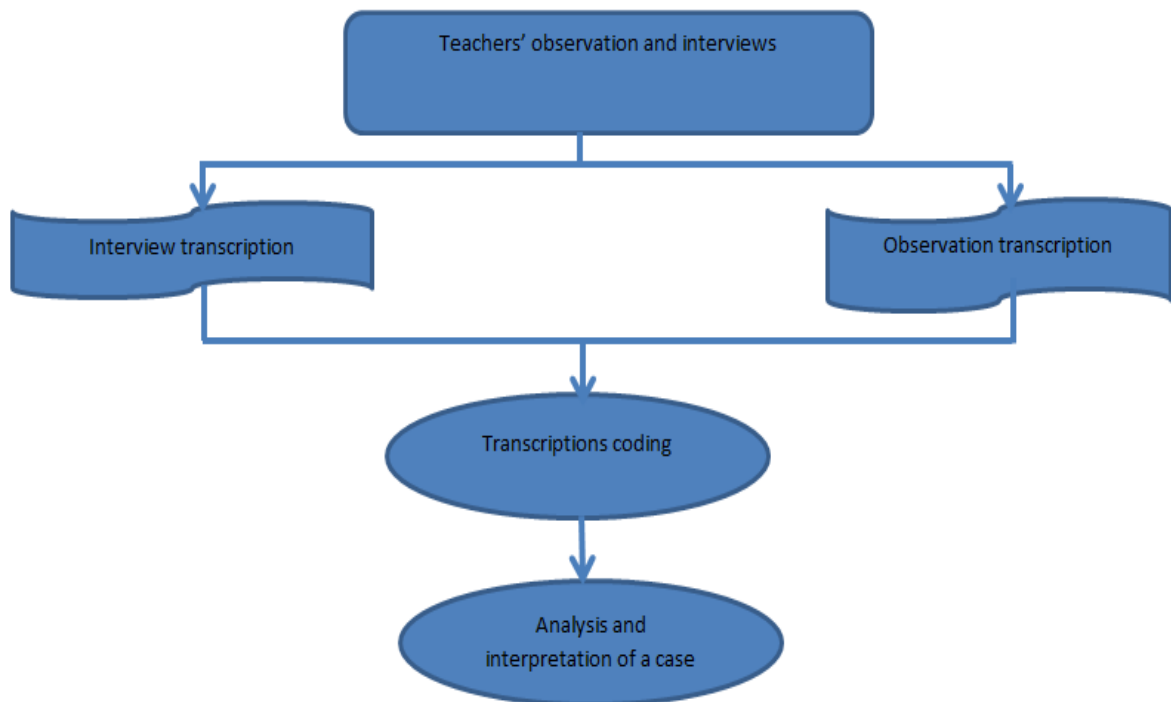 Teachers’ observation and interviews
Interview transcription
Observation transcription
Transcriptions coding
Analysis and
interpretation of a case